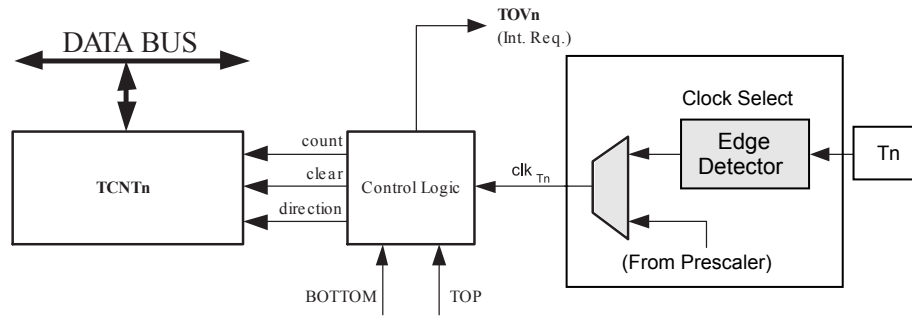 TOVn
(Int. Req.)
DATA BUS
Clock Select
Edge
Detector
Tn
TCNTn
count
clear
direction
Control Logic
clk Tn
(From Prescaler)
BOTTOM
TOP